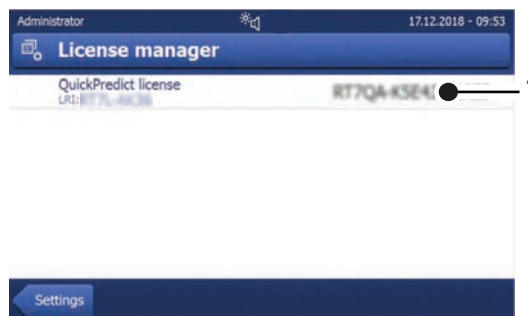 Administrator 17.12.2018 - 09:53
License manager
QuickPredict license
LRI:
Settings